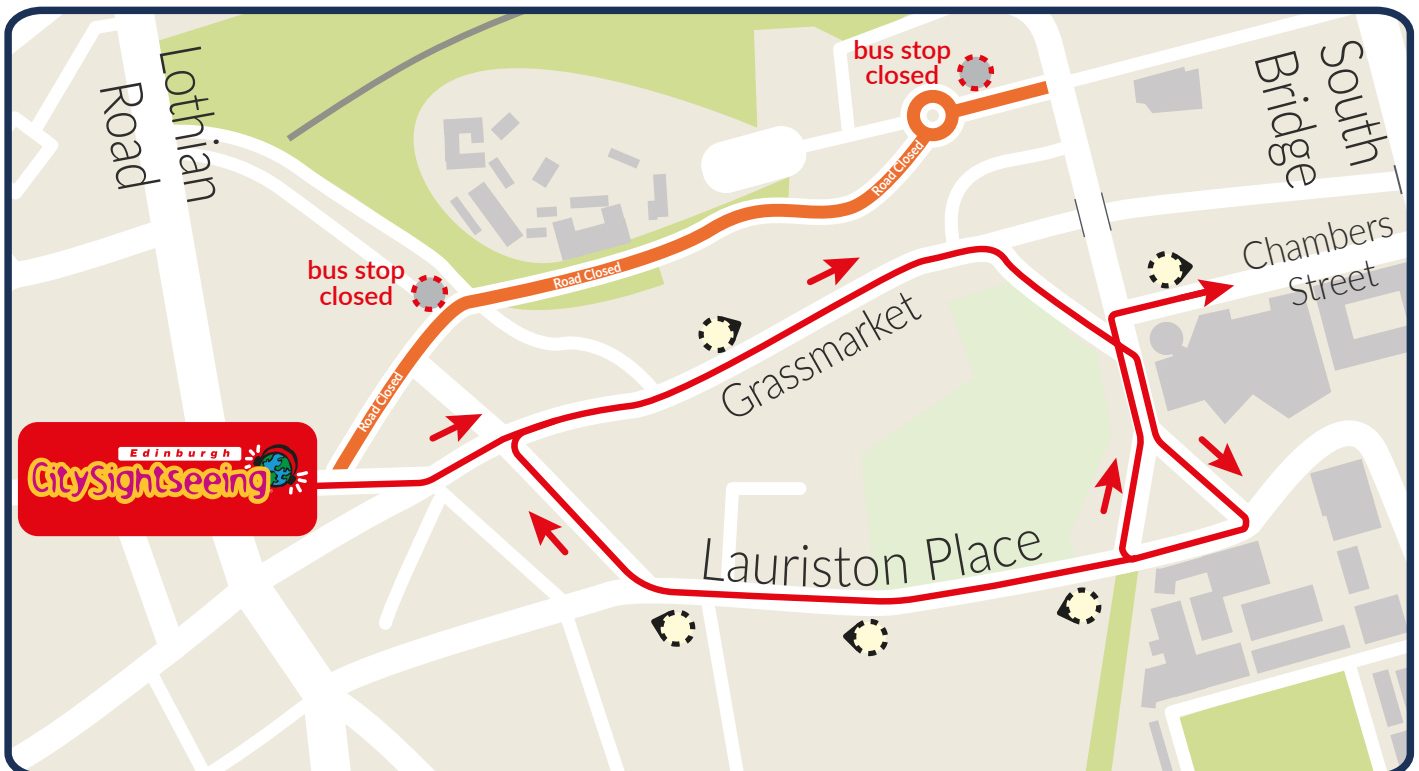 Lothian
Road
bus stop
closed
South
Bridge
Road Closed
Chambers
Street
bus stop
closed
Road Closed
Grassmarket
Road Closed
Edinburgh
CitySightseeing
Lauriston Place